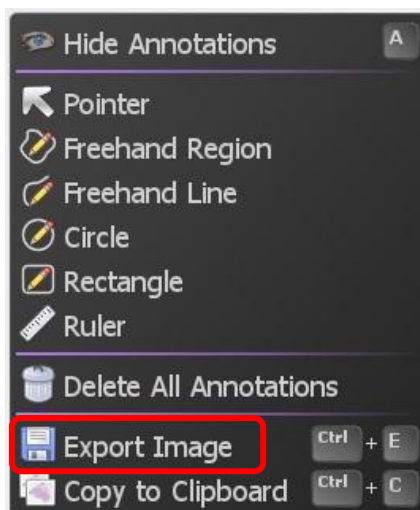 Hide Annotations A
Pointer
Freehand Region
Freehand Line
Circle
Rectangle
Ruler
Delete All Annotations
Export Image Ctrl + E
Copy to Clipboard Ctrl + C